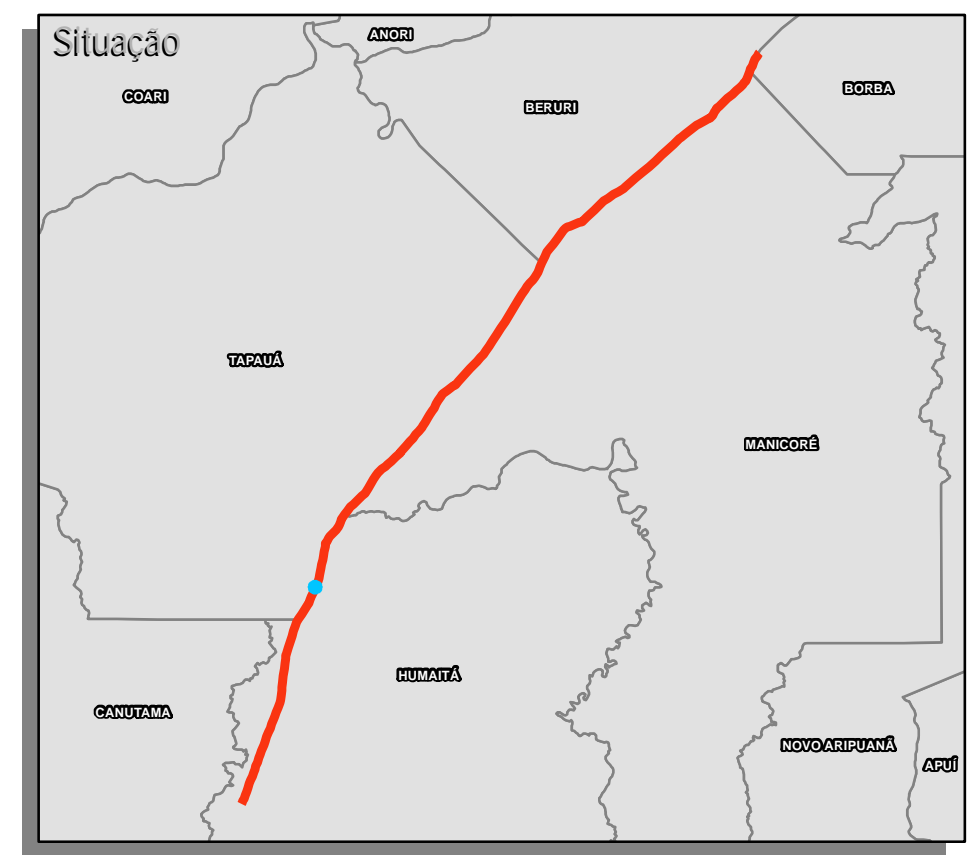 Situação
ANORI
COARI
BERURI
BORBA
TAPAUÁ
MANICORÉ
HUMAITÁ
CANUTAMA
NOVO ARIPUANÃ
APUÍ